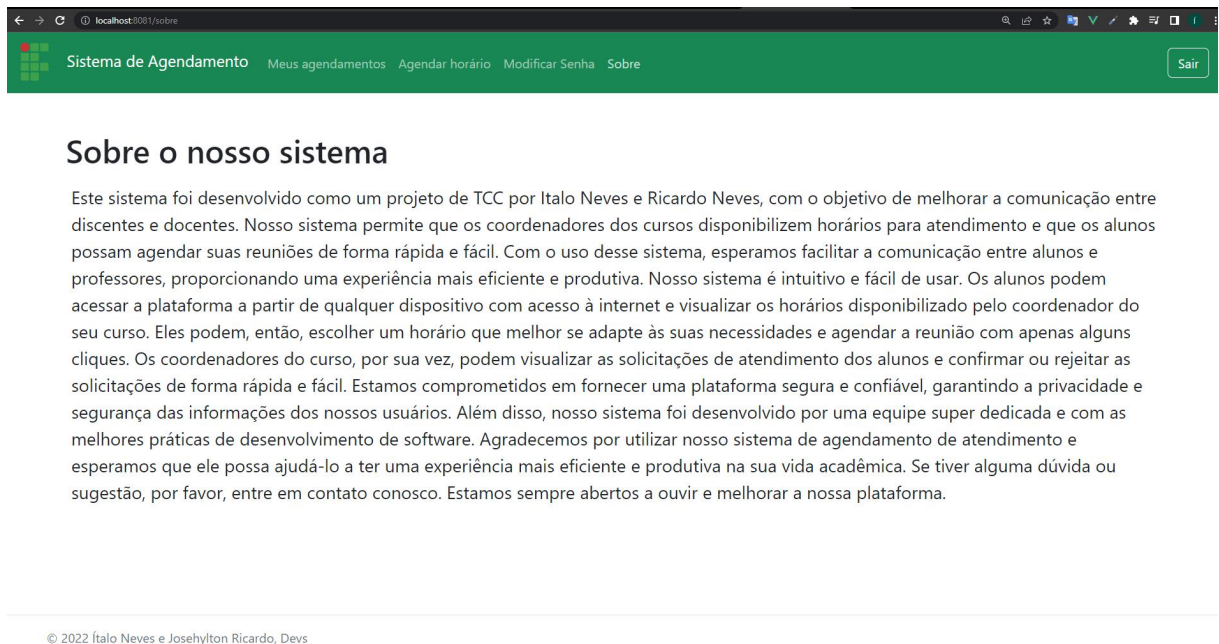 localhost:8081/sobre
Sistema de Agendamento Meus agendamentos Agendar horário Modificar Senha Sobre Sair
Sobre o nosso sistema
Este sistema foi desenvolvido como um projeto de TCC por Italo Neves e Ricardo Neves, com o objetivo de melhorar a comunicação entre
discentes e docentes. Nosso sistema permite que os coordenadores dos cursos disponibilizem horários para atendimento e que os alunos
possam agendar suas reuniões de forma rápida e fácil. Com o uso desse sistema, esperamos facilitar a comunicação entre alunos e
professores, proporcionando uma experiência mais eficiente e produtiva. Nosso sistema é intuitivo e fácil de usar. Os alunos podem
acessar a plataforma a partir de qualquer dispositivo com acesso à internet e visualizar os horários disponibilizado pelo coordenador do
seu curso. Eles podem, então, escolher um horário que melhor se adapte às suas necessidades e agendar a reunião com apenas alguns
cliques. Os coordenadores do curso, por sua vez, podem visualizar as solicitações de atendimento dos alunos e confirmar ou rejeitar as
solicitações de forma rápida e fácil. Estamos comprometidos em fornecer uma plataforma segura e confiável, garantindo a privacidade e
segurança das informações dos nossos usuários. Além disso, nosso sistema foi desenvolvido por uma equipe super dedicada e com as
melhores práticas de desenvolvimento de software. Agradecemos por utilizar nosso sistema de agendamento de atendimento e
esperamos que ele possa ajudá-lo a ter uma experiência mais eficiente e produtiva na sua vida acadêmica. Se tiver alguma dúvida ou
sugestão, por favor, entre em contato conosco. Estamos sempre abertos a ouvir e melhorar a nossa plataforma.
© 2022 Ítalo Neves e Josehylton Ricardo, Devs